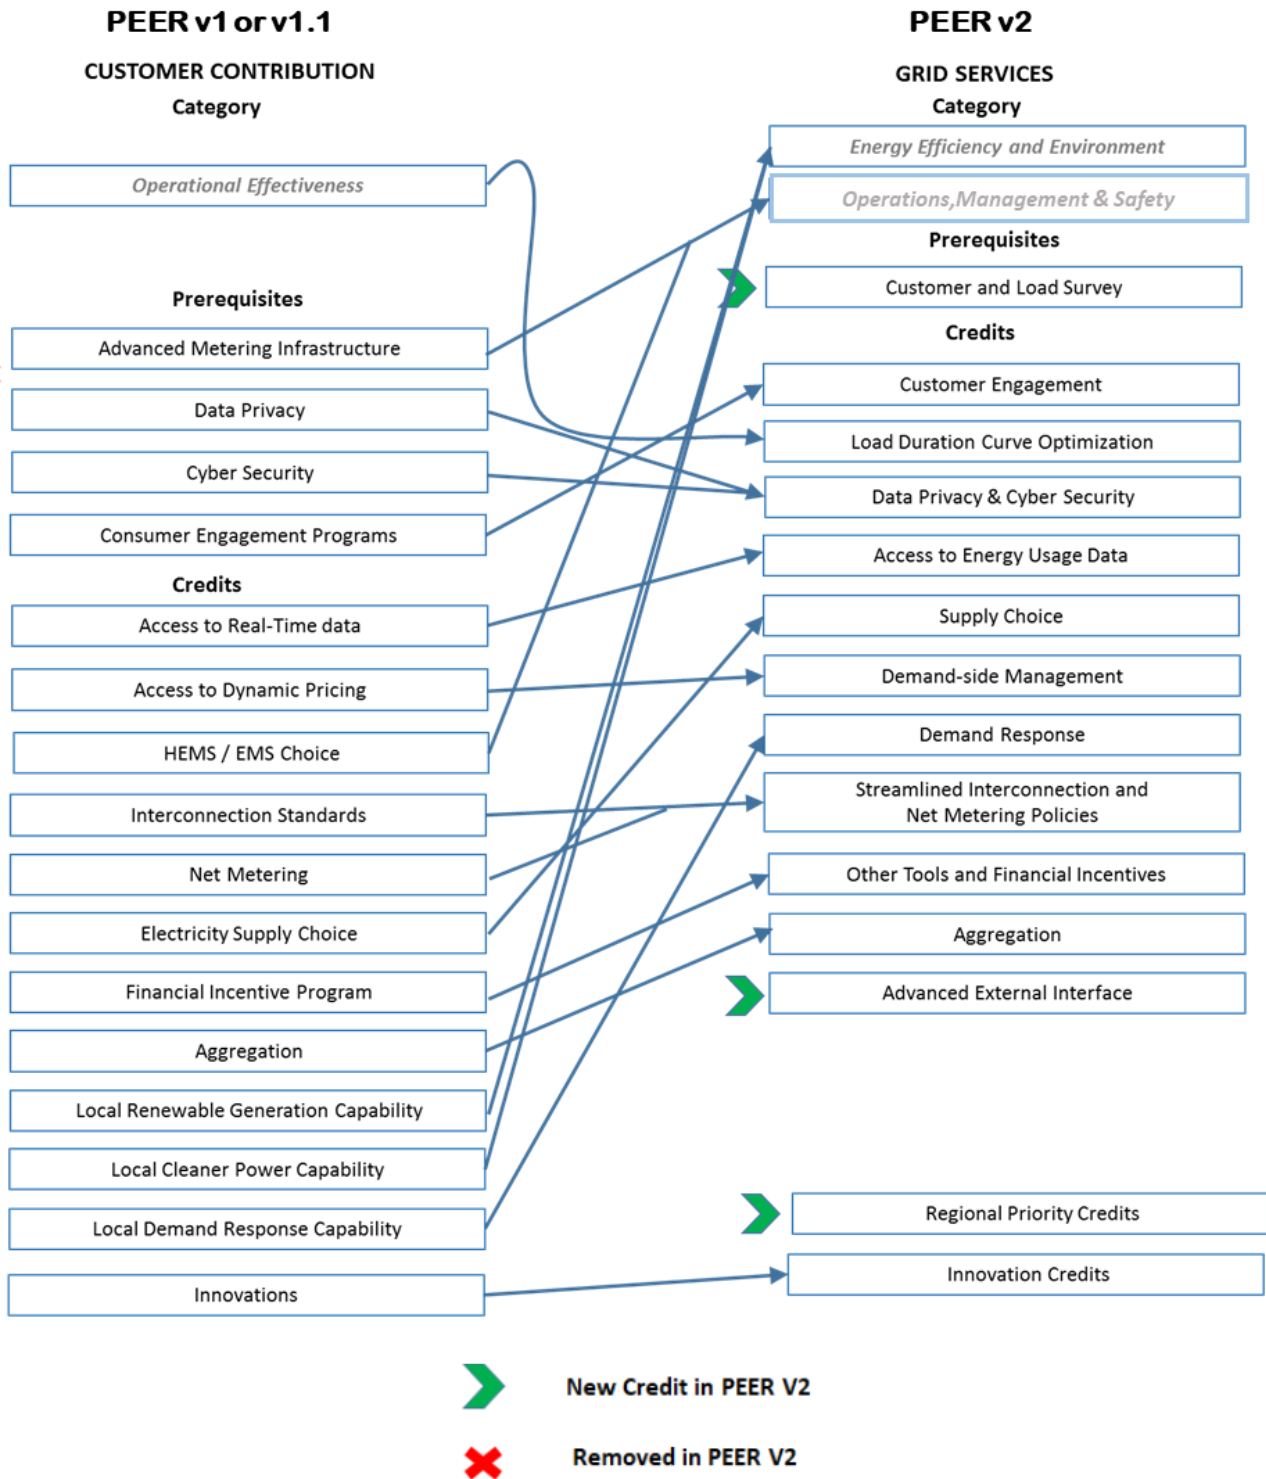 PEER v1 or v1.1
CUSTOMER CONTRIBUTION
Category
Operational Effectiveness
Prerequisites
Advanced Metering Infrastructure
Data Privacy
Cyber Security
Consumer Engagement Programs
Credits
Access to Real-Time data
Access to Dynamic Pricing
HEMS / EMS Choice
Interconnection Standards
Net Metering
Electricity Supply Choice
Financial Incentive Program
Aggregation
Local Renewable Generation Capability
Local Cleaner Power Capability
Local Demand Response Capability
Innovations
PEER v2
GRID SERVICES
Category
Energy Efficiency and Environment
Operations,Management & Safety
Prerequisites
Customer and Load Survey
Credits
Customer Engagement
Load Duration Curve Optimization
Data Privacy & Cyber Security
Access to Energy Usage Data
Supply Choice
Demand-side Management
Demand Response
Streamlined Interconnection and
Net Metering Policies
Other Tools and Financial Incentives
Aggregation
Advanced External Interface
Regional Priority Credits
Innovation Credits
New Credit in PEER V2
Removed in PEER V2